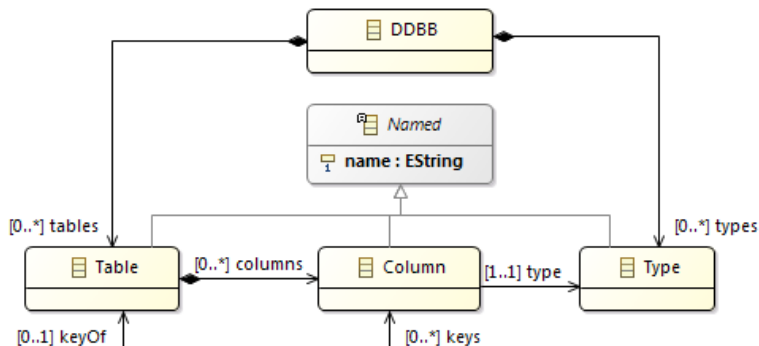 DDBB
Named
1 name : EString
[0..*] tables
[0..*] types
Table
[0..*] columns
Column
[1..1] type
Type
[0..1] keyOf
[0..*] keys